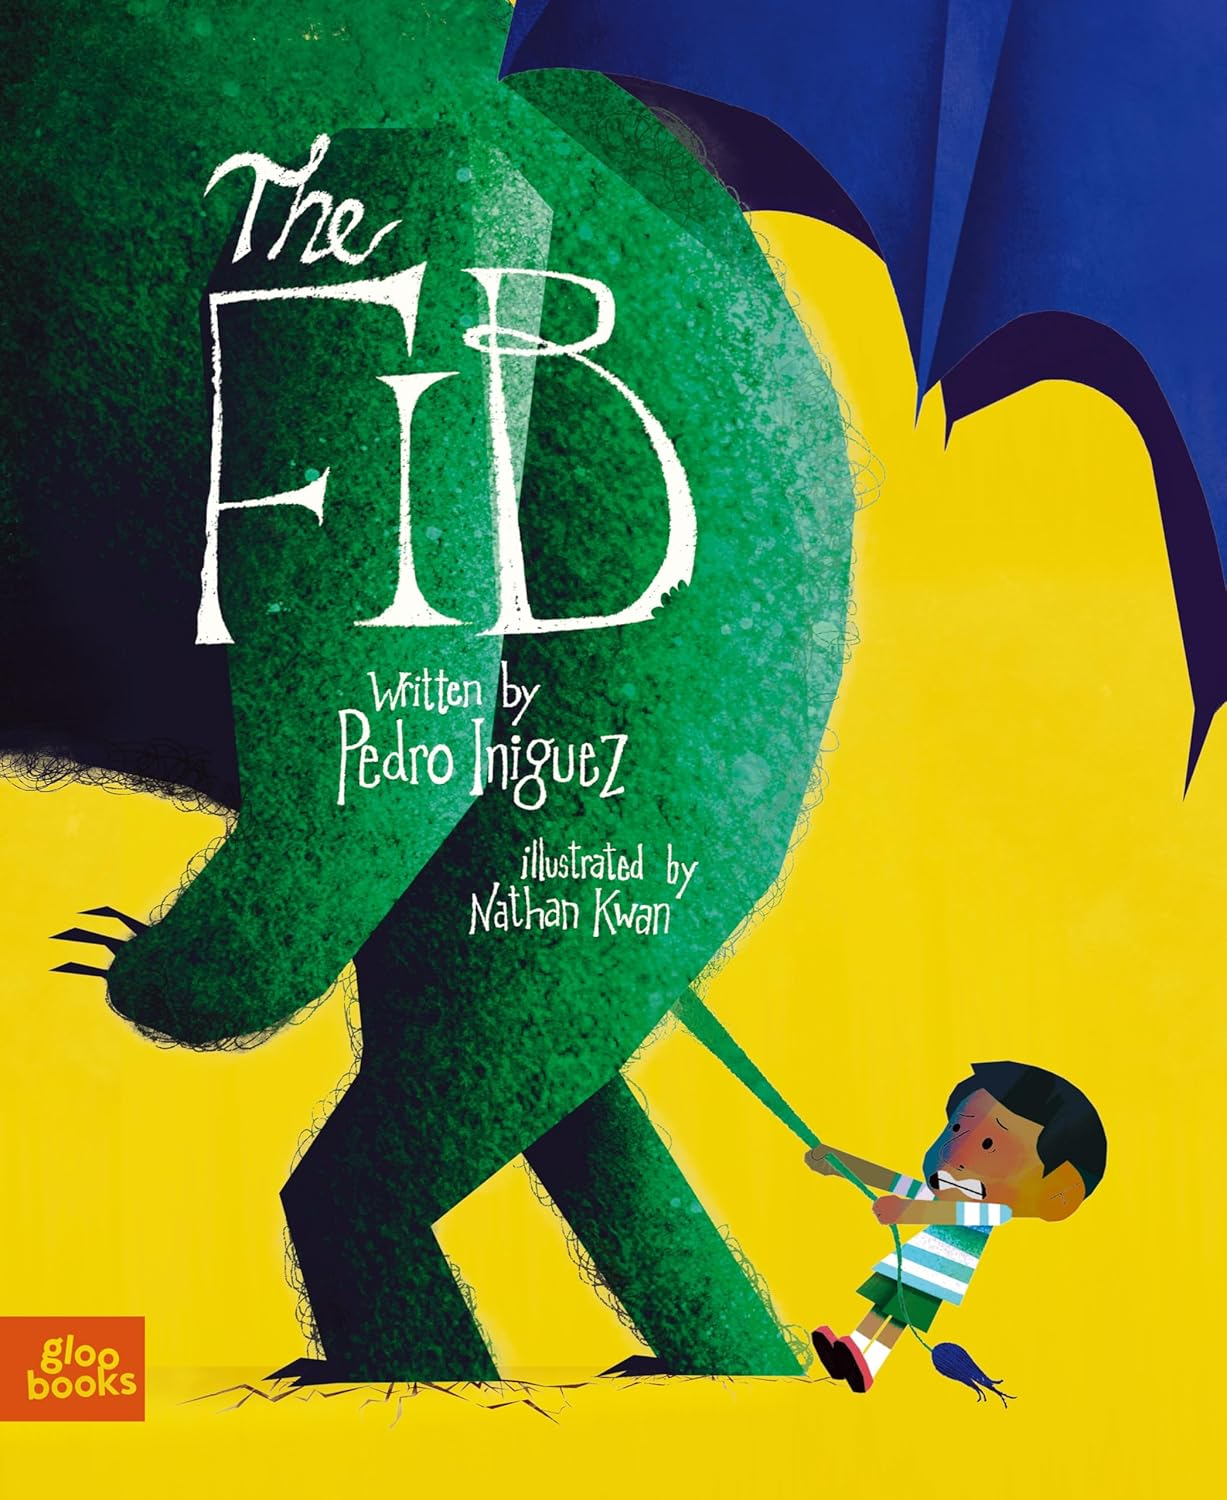 The
FIB
written by
Pedro Iniguez
illustrated by
Nathan Kwan
gloo
books